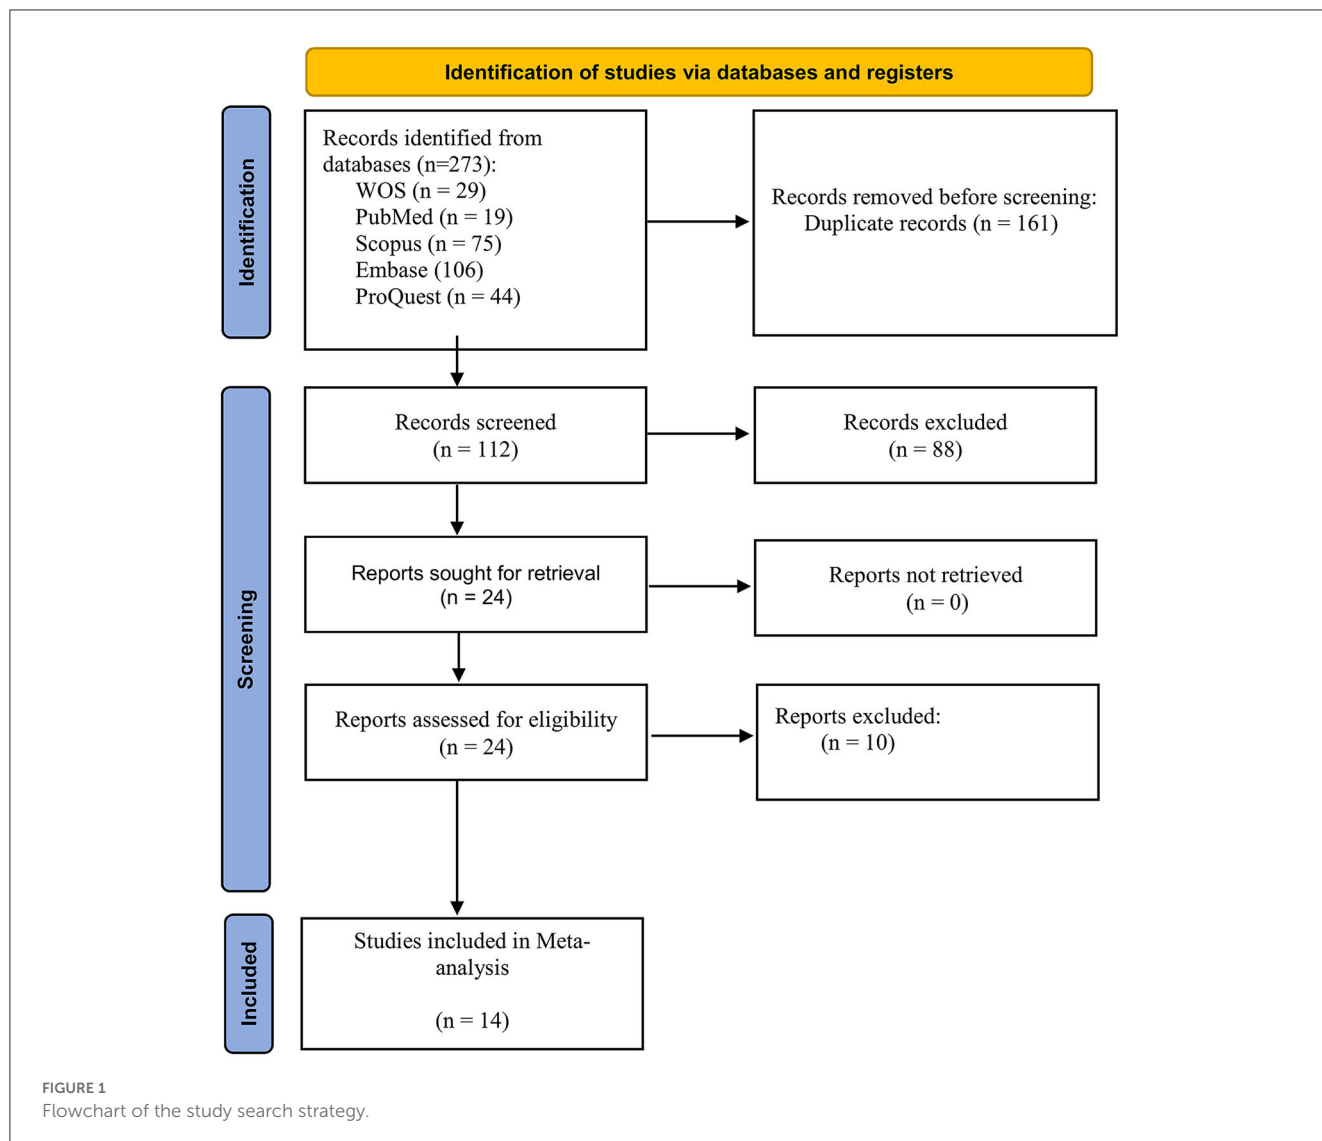 Identification of studies via databases and registers
Identification
Records identified from
databases (n=273):
WOS (n = 29)
PubMed (n = 19)
Scopus (n = 75)
Embase (106)
ProQuest (n = 44)
Records removed before screening:
Duplicate records (n = 161)
Screening
Records screened
(n = 112)
Records excluded
(n = 88)
Reports sought for retrieval
(n = 24)
Reports not retrieved
(n = 0)
Reports assessed for eligibility
(n = 24)
Reports excluded:
(n = 10)
Included
Studies included in Meta-
analysis
(n = 14)
FIGURE 1
Flowchart of the study search strategy.